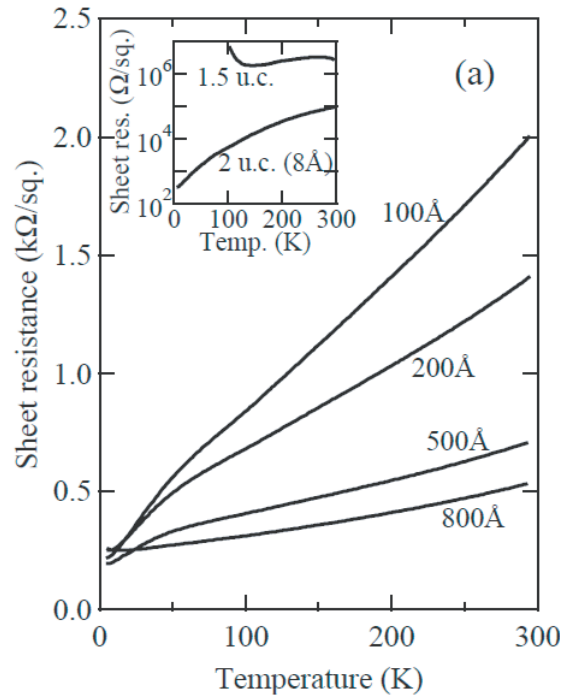 2.5
2.0
1.5
1.0
0.5
0.0
Sheet resistance (kΩ/sq.)
0
100
200
300
Temperature (K)
(a)
100Å
200Å
500Å
800Å
Sheet res. (Ω/sq.)
10⁶
10⁴
10²
1.5 u.c.
2 u.c. (8Å)
0
100
200
300
Temp. (K)